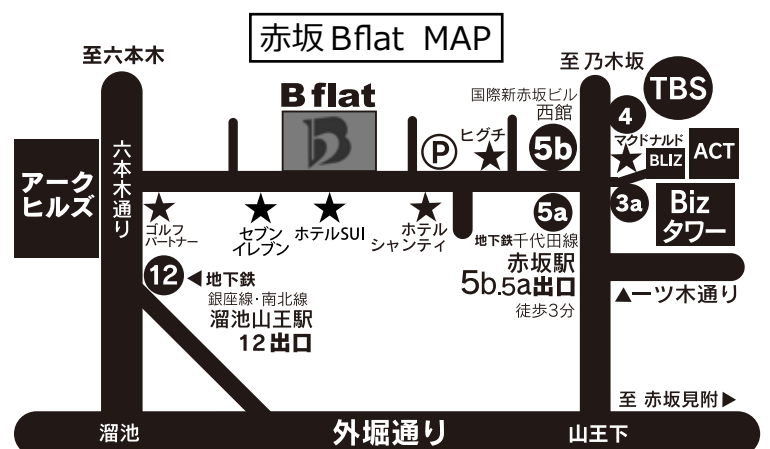 赤坂 Bflat MAP
至六本木
至 乃木坂
TBS
B flat
国際新赤坂ビル
西館
4
六本木通り
P
ヒグチ
5b
マクドナルド
BLIZ
ACT
アーク
ヒルズ
ゴルフ
パートナー
セブン
イレブン
ホテルSUI
ホテル
シャンティ
5a
3a
Biz
タワー
地下鉄千代田線
赤坂駅
5b.5a出口
徒歩3分
12
◀地下鉄
銀座線・南北線
溜池山王駅
12出口
▲一ツ木通り
至 赤坂見附▶
溜池
外堀通り
山王下